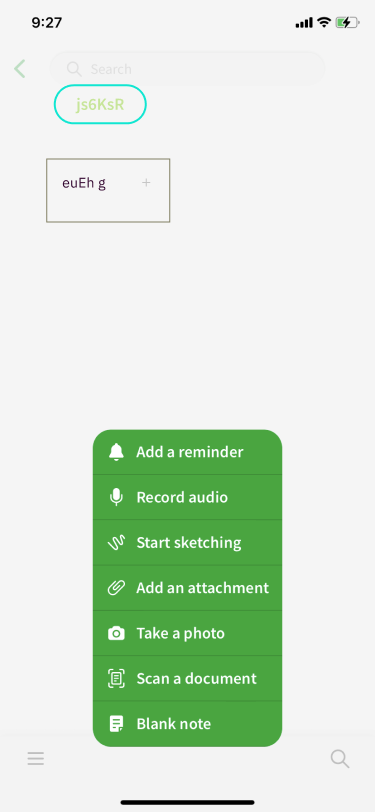 9:27
Search
js6KsR
euEh g +
Add a reminder
Record audio
Start sketching
Add an attachment
Take a photo
Scan a document
Blank note